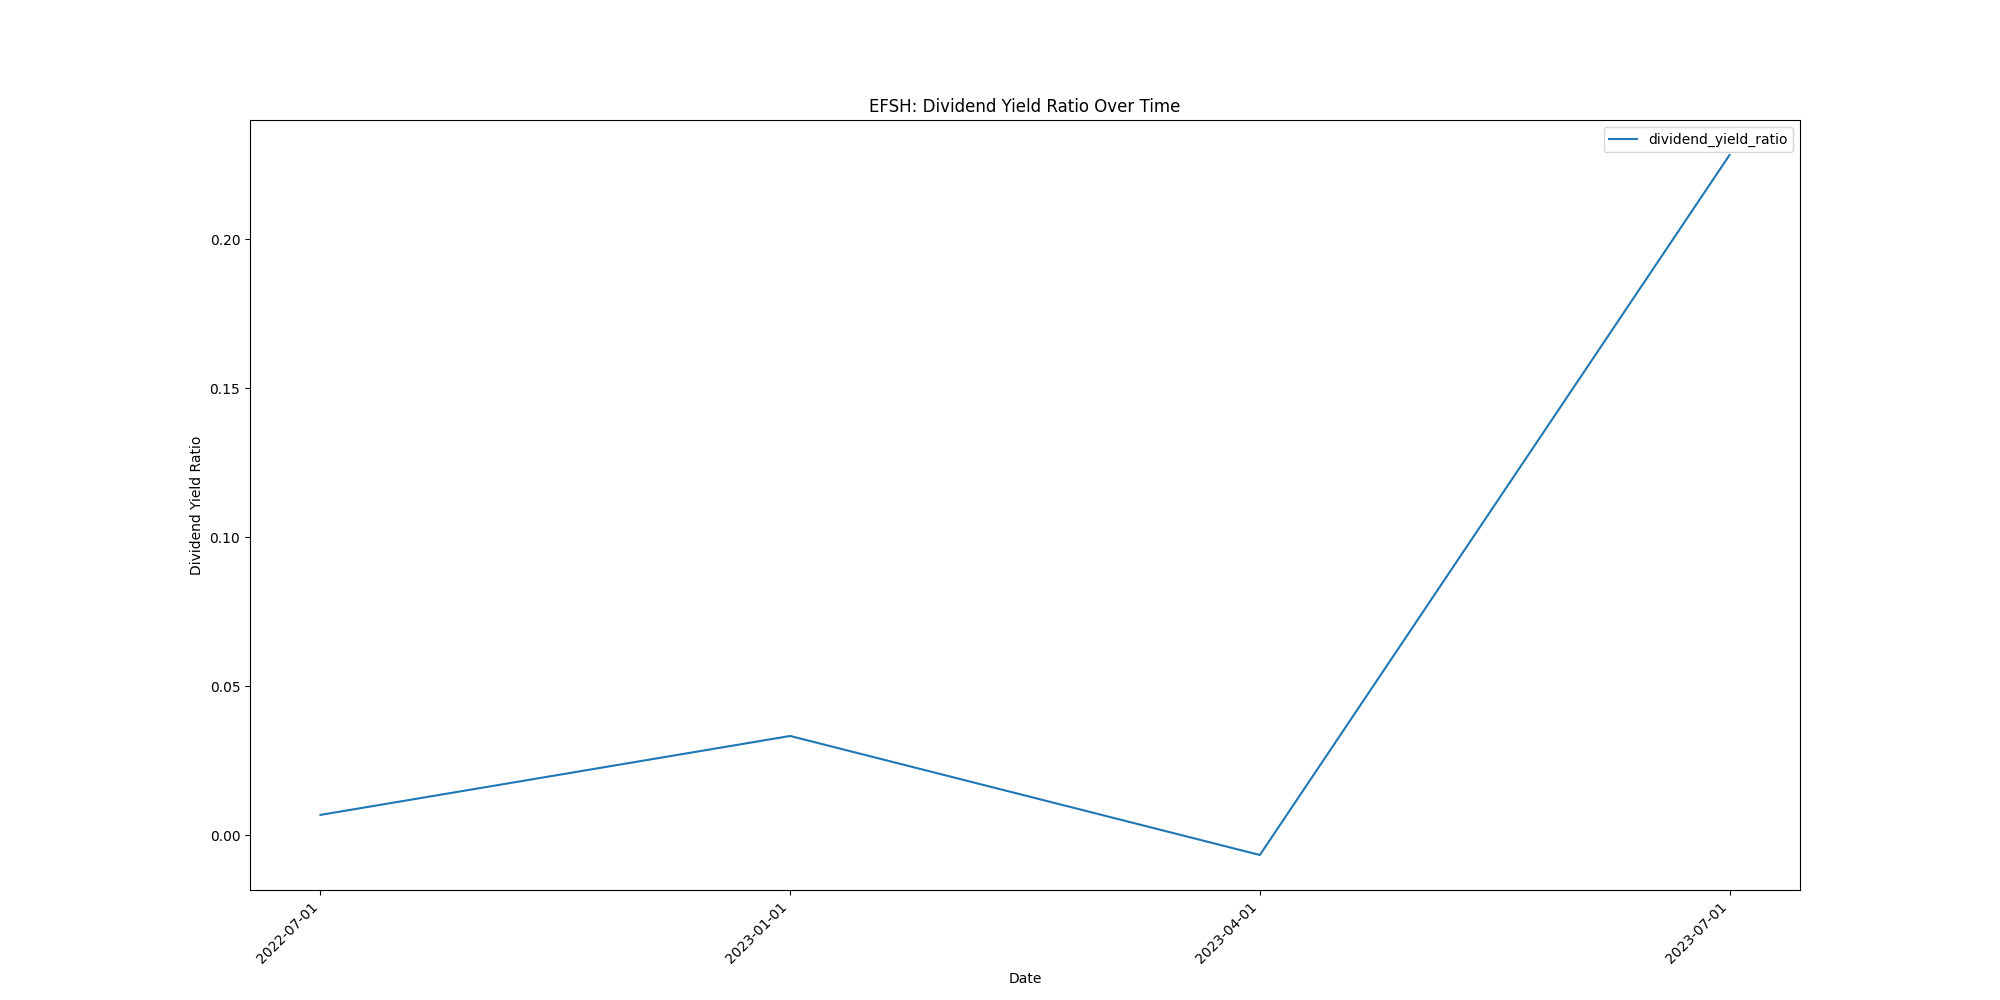 EFSH: Dividend Yield Ratio Over Time
dividend_yield_ratio
0.20
0.15
0.10
0.05
0.00
Dividend Yield Ratio
2022-07-01
2023-01-01
2023-04-01
2023-07-01
Date